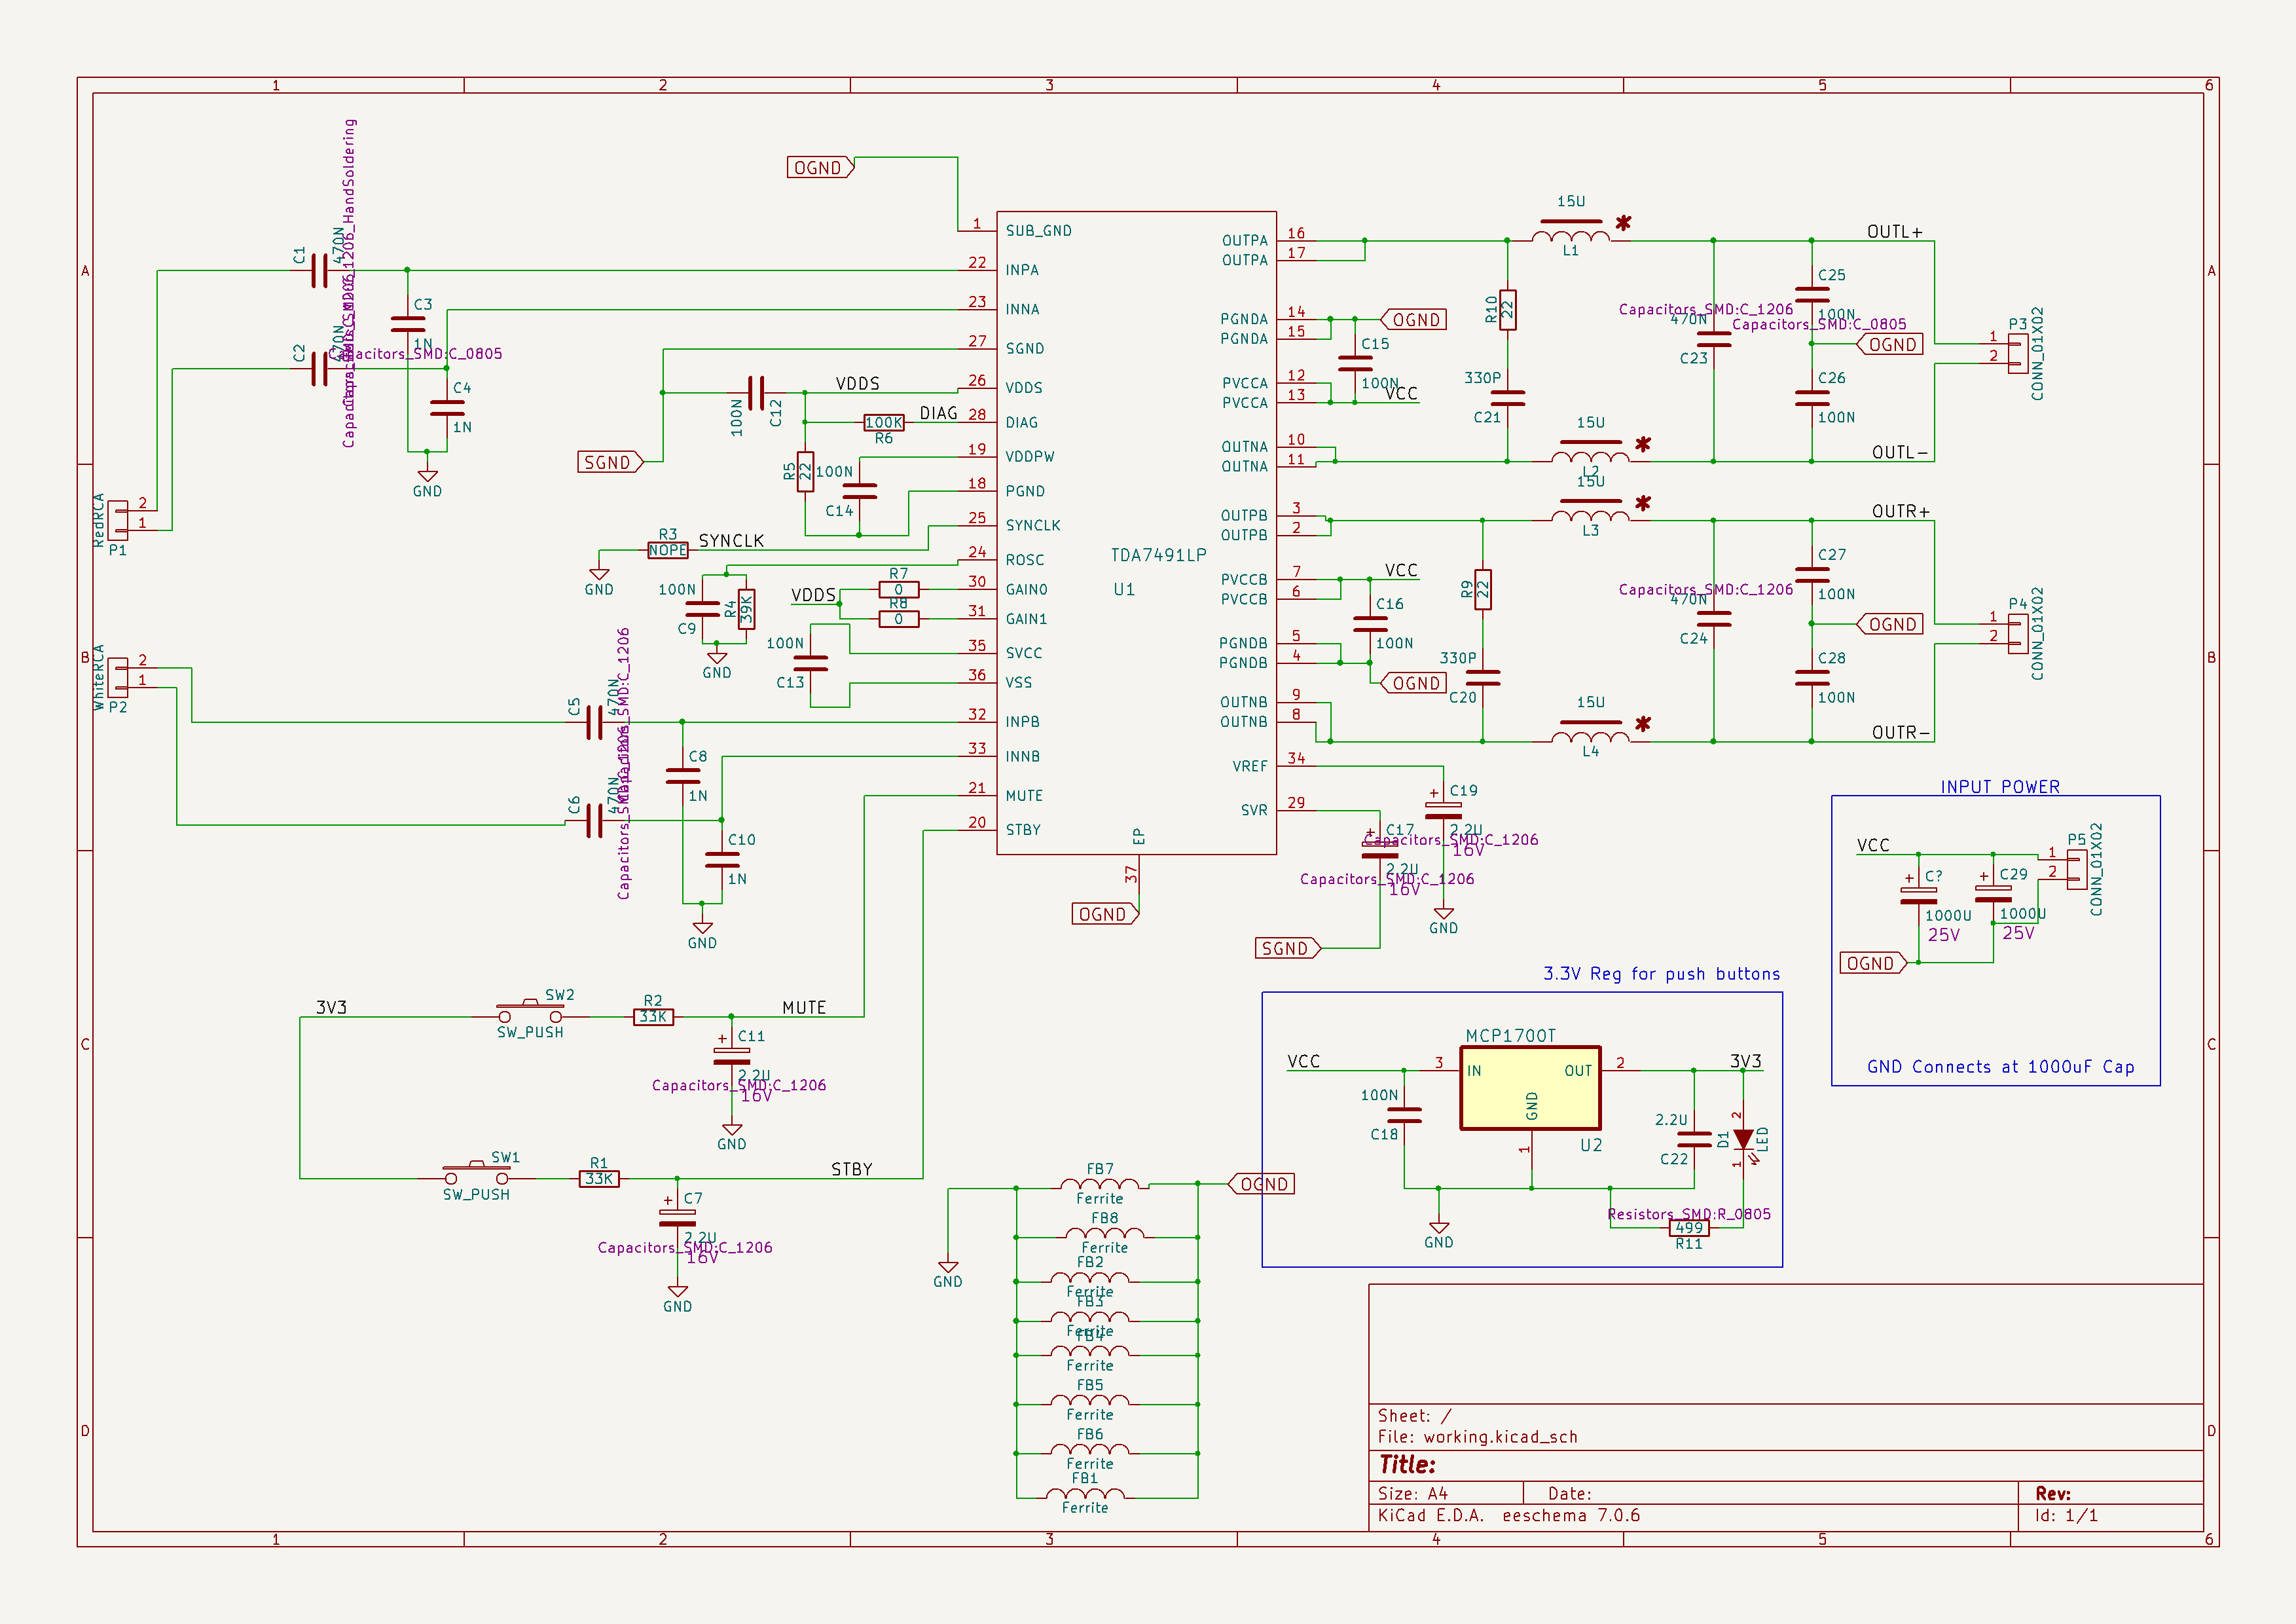 1 2 3 4 5 6
A
B
C
D
A
B
C
D
1 2 3 4 5 6
OGND
C1
470N
Capacitors_SMD:C_1206_HandSoldering
C2
470N
C3
1N
Capacitors_SMD:C_0805
C4
1N
GND
RedRCA
2
1
P1
WhiteRCA
2
1
P2
SGND
100N
C12
VDDS
DIAG
100K
R6
R5
22
100N
C14
R3
NOPE
SYNCLK
GND
100N
C9
R4
39K
GND
VDDS
R7
0
R8
0
100N
C13
C5
470N
Capacitors_SMD:C_1206
C6
470N
Capacitors_SMD:C_1206
C8
1N
C10
1N
GND
1 SUB_GND
22 INPA
23 INNA
27 SGND
26 VDDS
28 DIAG
19 VDDPW
18 PGND
25 SYNCLK
24 ROSC
30 GAIN0
31 GAIN1
35 SVCC
36 VSS
32 INPB
33 INNB
21 MUTE
20 STBY
TDA7491LP
U1
EP
37
OGND
OUTPA 16
OUTPA 17
PGNDA 14
PGNDA 15
PVCCA 12
PVCCA 13
OUTNA 10
OUTNA 11
OUTPB 3
OUTPB 2
PVCCB 7
PVCCB 6
PGNDB 5
PGNDB 4
OUTNB 9
OUTNB 8
VREF 34
SVR 29
OGND
C15
100N
VCC
VCC
C16
100N
OGND
15U
*
L1
R10
22
330P
C21
15U
*
L2
15U
*
L3
R9
22
330P
C20
15U
*
L4
Capacitors_SMD:C_1206
470N
C23
C25
100N
Capacitors_SMD:C_0805
OGND
C26
100N
OUTL+
OUTL-
1
2
P3
CONN_01X02
OUTR+
Capacitors_SMD:C_1206
470N
C24
C27
100N
OGND
C28
100N
OUTR-
1
2
P4
CONN_01X02
+
C19
2.2U
Capacitors_SMD:C_1206
16V
+
C17
2.2U
Capacitors_SMD:C_1206
16V
GND
SGND
INPUT POWER
VCC
+
C?
1000U
25V
+
C29
1000U
25V
1
2
P5
CONN_01X02
OGND
GND Connects at 1000uF Cap
3.3V Reg for push buttons
MCP1700T
VCC
3 IN
OUT 2
GND
1
U2
3V3
100N
C18
2.2U
C22
2
D1
LED
1
GND
Resistors_SMD:R_0805
499
R11
3V3
SW2
SW_PUSH
R2
33K
MUTE
+
C11
2.2U
Capacitors_SMD:C_1206
16V
GND
SW1
SW_PUSH
R1
33K
STBY
+
C7
2.2U
Capacitors_SMD:C_1206
16V
GND
FB7
Ferrite
OGND
FB8
Ferrite
GND
FB2
Ferrite
FB3
Ferrite
FB4
Ferrite
FB5
Ferrite
FB6
Ferrite
FB1
Ferrite
Sheet: /
File: working.kicad_sch
Title:
Size: A4 Date: Rev:
KiCad E.D.A. eeschema 7.0.6 Id: 1/1